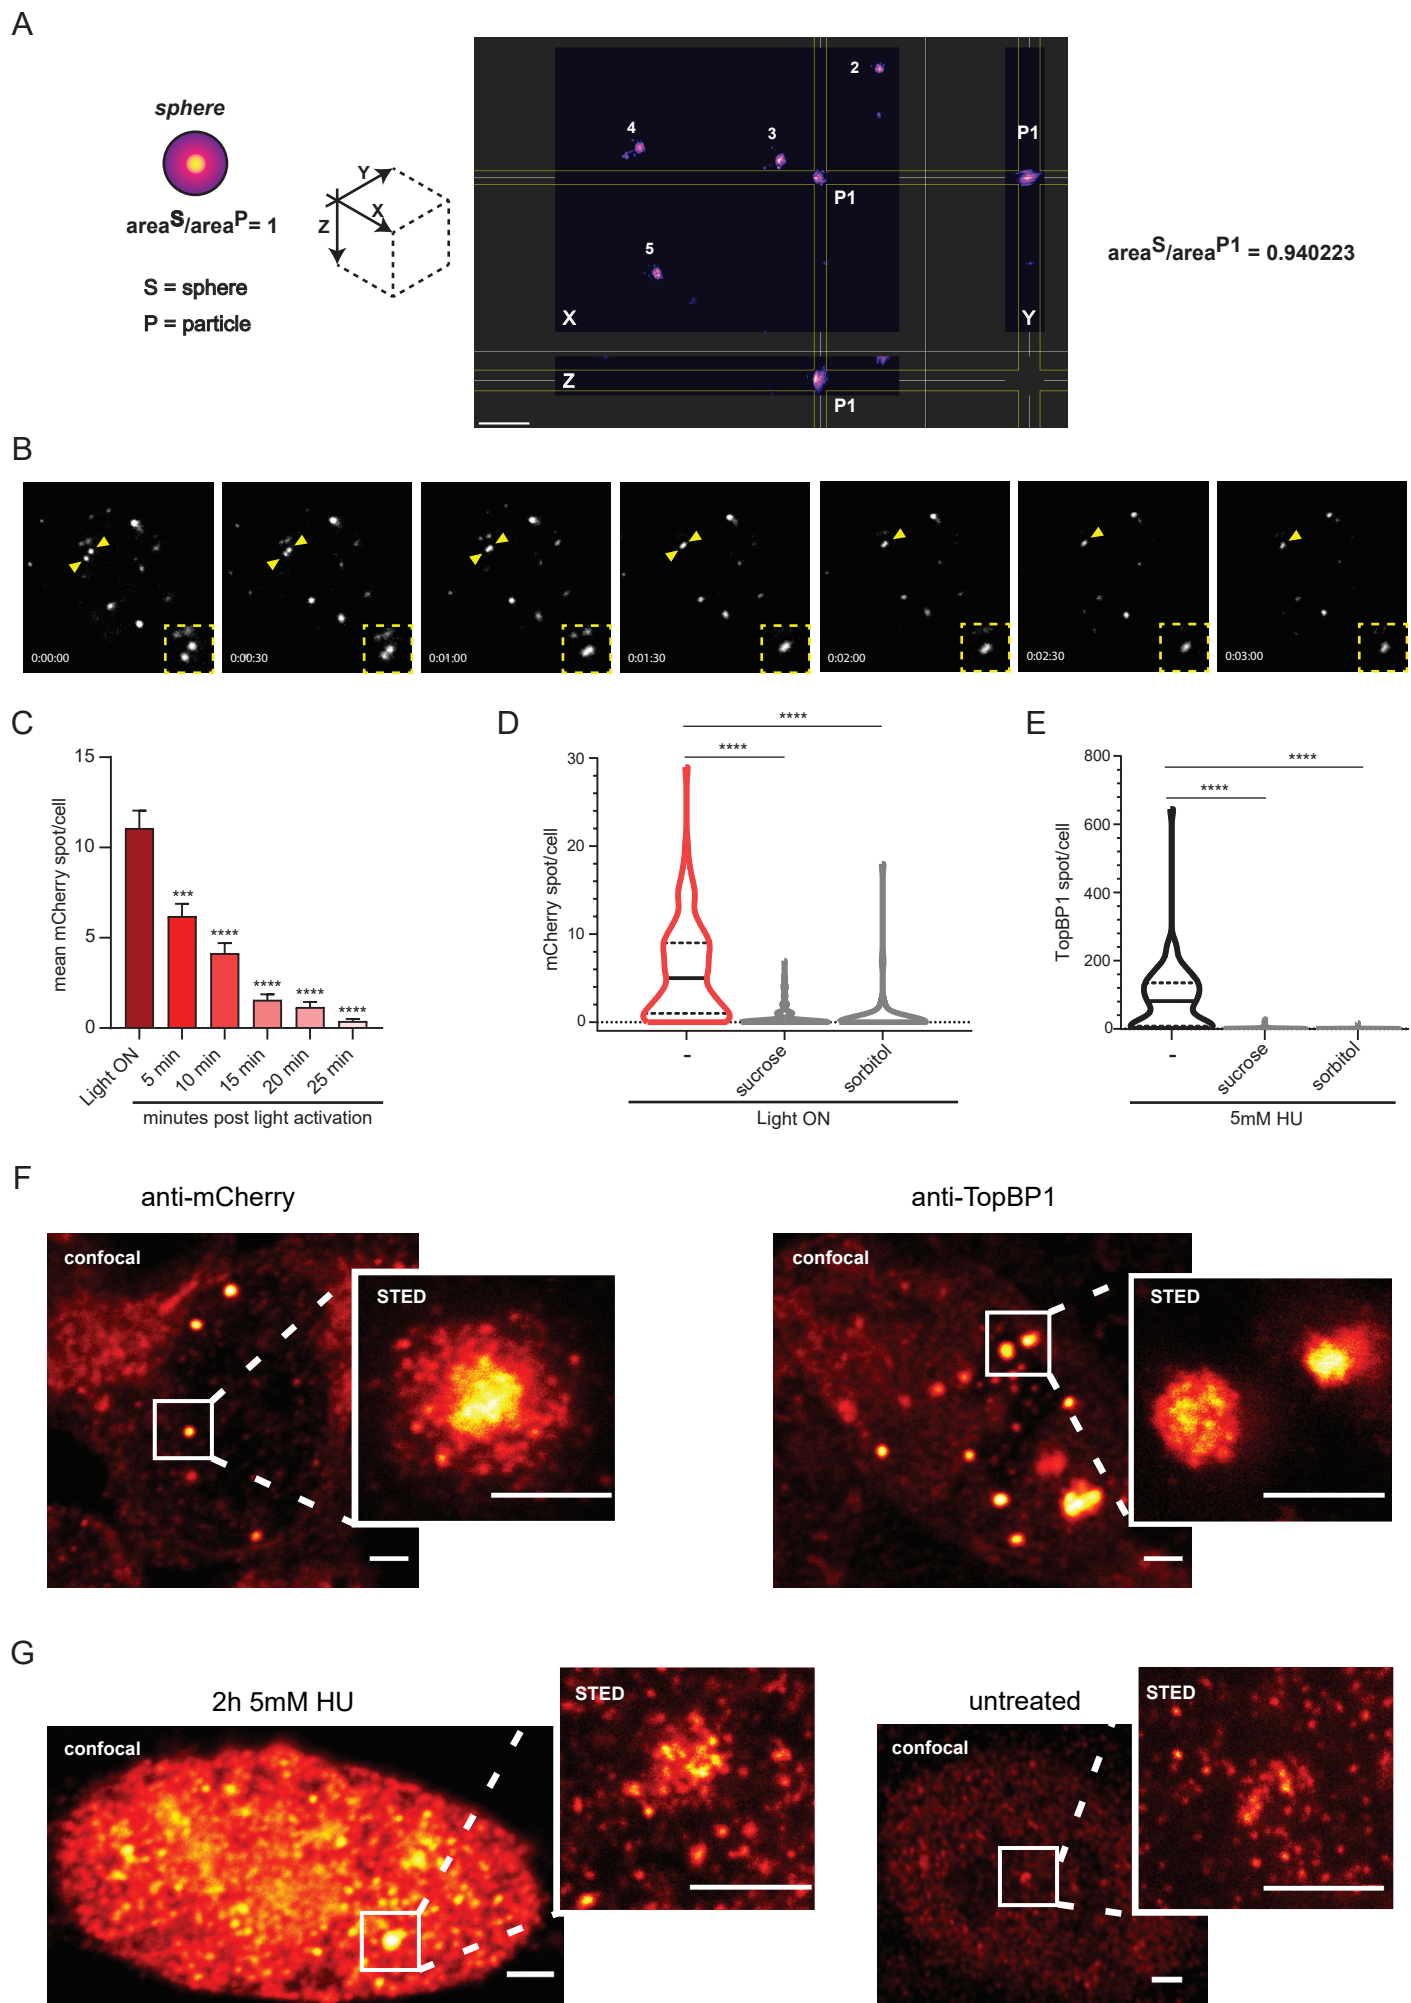 A
sphere
areaS/areaP= 1
S = sphere
P = particle
Y
X
Z
2
4
3
P1
P1
5
X
Y
Z
P1
areaS/areaP1 = 0.940223
B
0:00:00
0:00:30
0:01:00
0:01:30
0:02:00
0:02:30
0:03:00
C
mean mCherry spot/cell
15
10
5
0
***
****
****
****
****
Light ON
5 min
10 min
15 min
20 min
25 min
minutes post light activation
D
mCherry spot/cell
30
20
10
0
****
****
-
sucrose
sorbitol
Light ON
E
TopBP1 spot/cell
800
600
400
200
0
****
****
-
sucrose
sorbitol
5mM HU
F
anti-mCherry
confocal
STED
anti-TopBP1
confocal
STED
G
2h 5mM HU
confocal
STED
untreated
confocal
STED